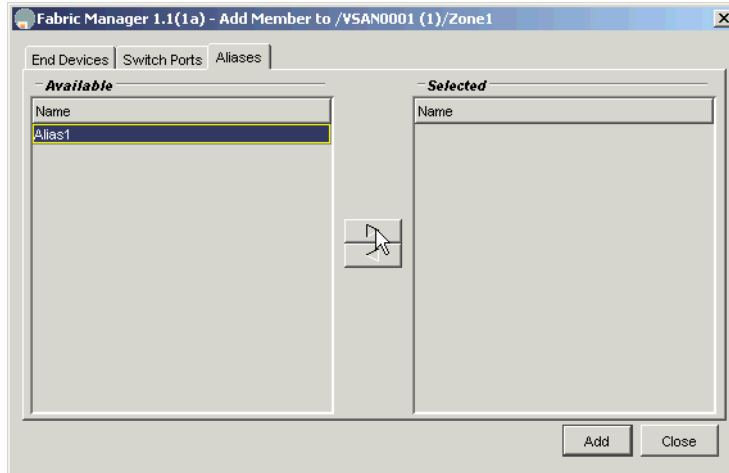 Fabric Manager 1.1(1a) - Add Member to /VSAN0001 (1)/Zone1
End Devices Switch Ports Aliases
Available Selected
Name Name
Alias1
Add Close